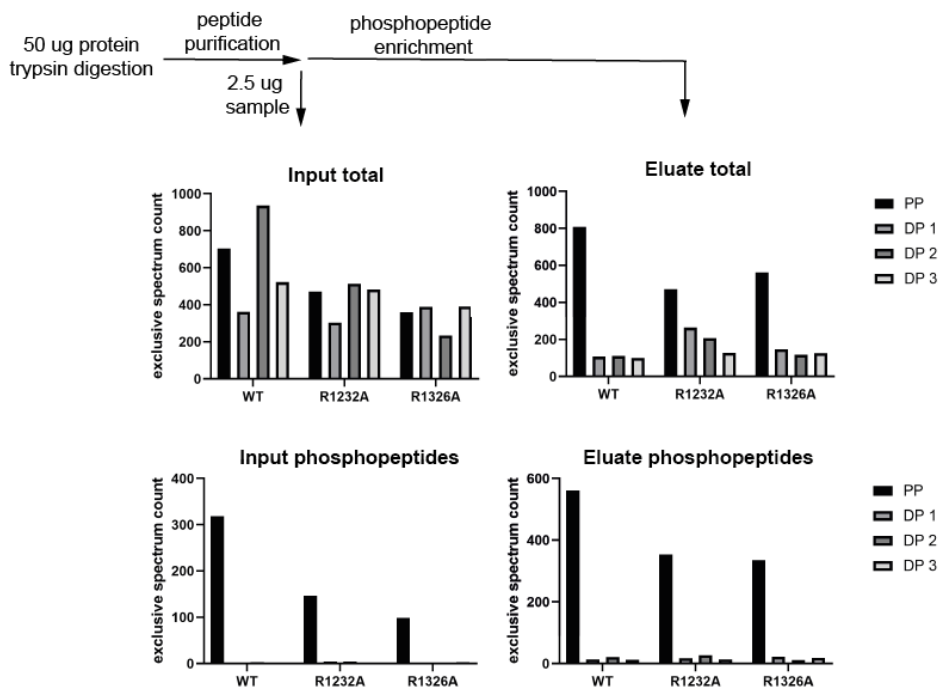 50 ug protein
trypsin digestion
peptide
purification
phosphopeptide
enrichment
2.5 ug
sample
Input total
exclusive spectrum count
1000
800
600
400
200
0
WT
R1232A
R1326A
Eluate total
exclusive spectrum count
1000
800
600
400
200
0
WT
R1232A
R1326A
PP
DP 1
DP 2
DP 3
Input phosphopeptides
exclusive spectrum count
400
300
200
100
0
WT
R1232A
R1326A
Eluate phosphopeptides
exclusive spectrum count
600
400
200
0
WT
R1232A
R1326A
PP
DP 1
DP 2
DP 3